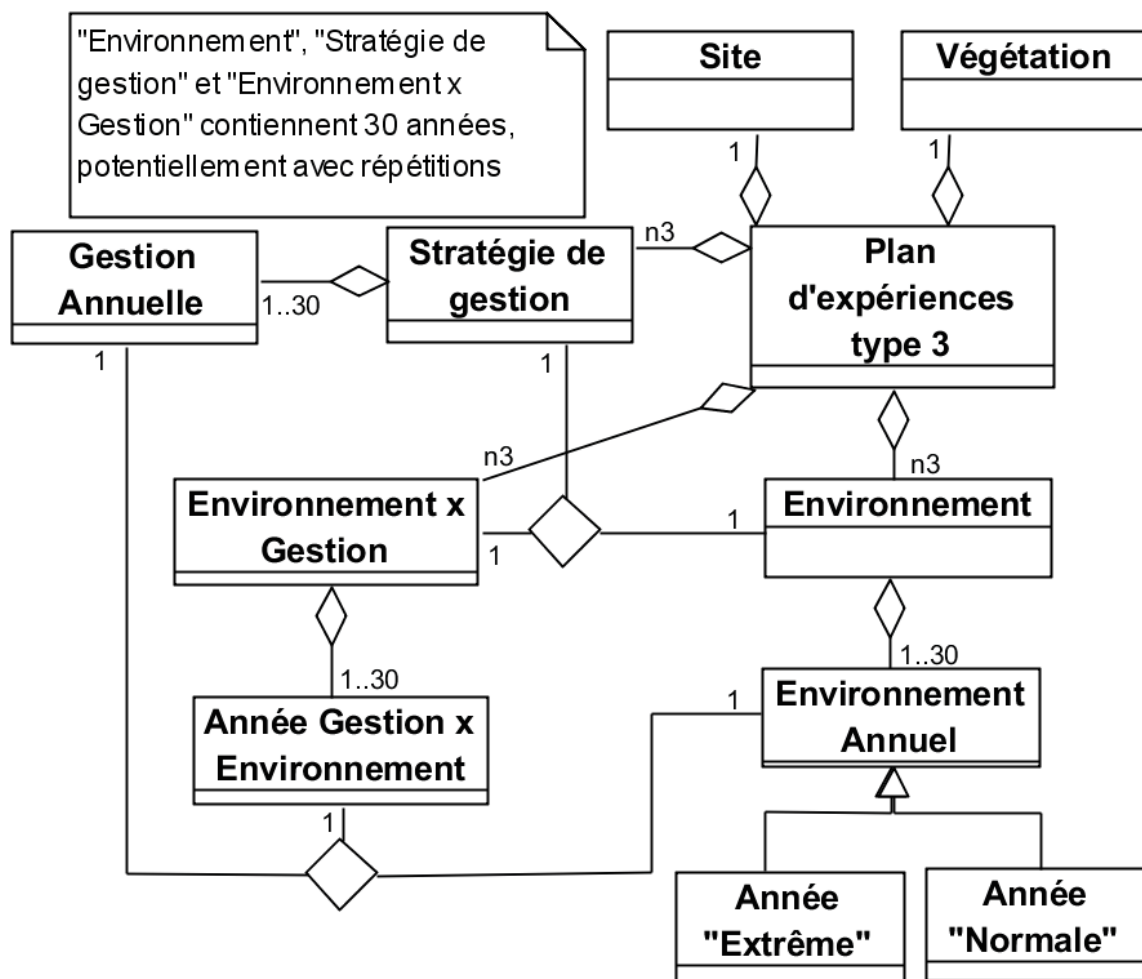 "Environnement", "Stratégie de
gestion" et "Environnement x
Gestion" contiennent 30 années,
potentiellement avec répétitions
Site
Végétation
1
1
Gestion
Annuelle
1..30
Stratégie de
gestion
n3
Plan
d'expériences
type 3
1
1
n3
n3
Environnement x
Gestion
1
1
Environnement
1..30
1..30
Année Gestion x
Environnement
1
1
Environnement
Annuel
Année
"Extrême"
Année
"Normale"